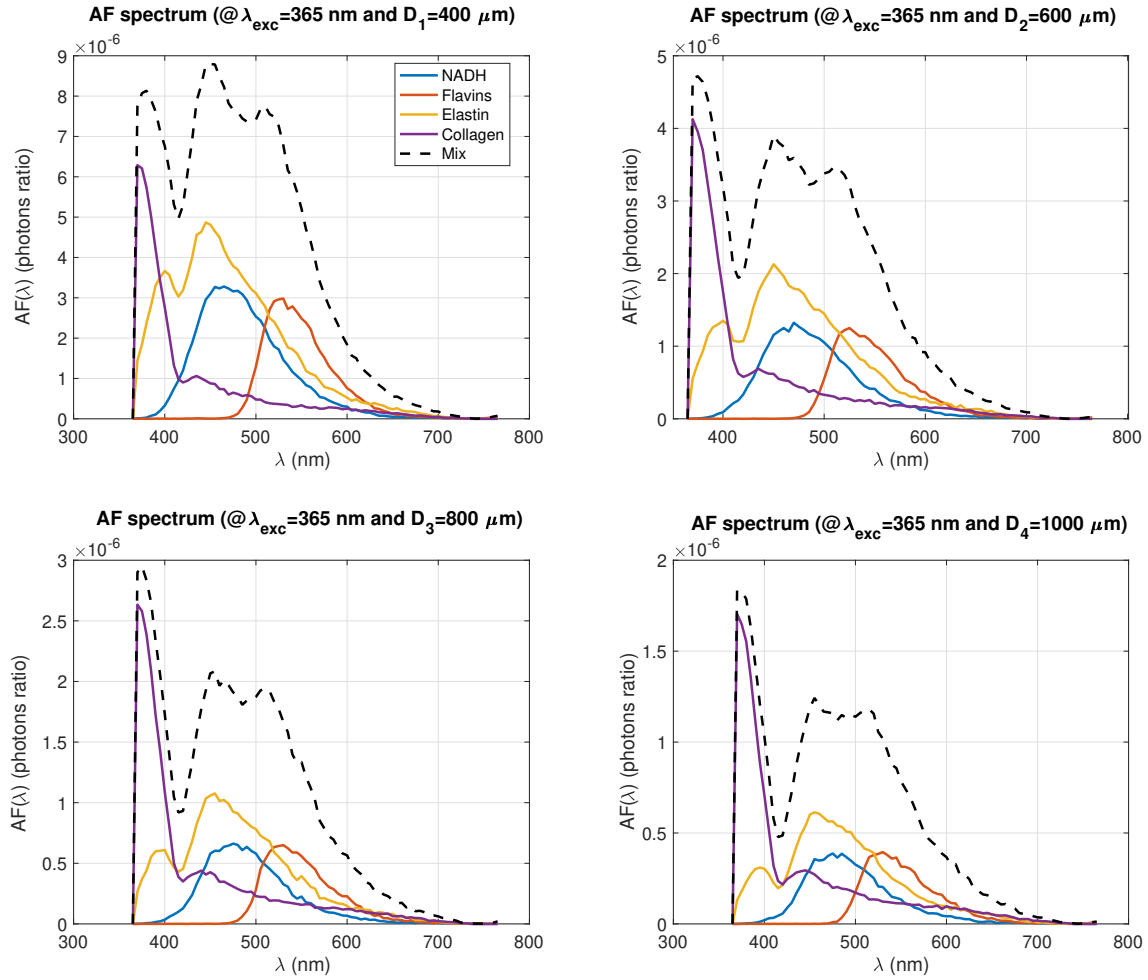 AF spectrum (@λexc=365 nm and D1=400 μm)
×10-6
9
8
7
6
5
4
3
2
1
0
300 400 500 600 700 800
λ (nm)
AF(λ) (photons ratio)
NADH
Flavins
Elastin
Collagen
Mix
AF spectrum (@λexc=365 nm and D2=600 μm)
×10-6
5
4
3
2
1
0
400 500 600 700 800
λ (nm)
AF(λ) (photons ratio)
AF spectrum (@λexc=365 nm and D3=800 μm)
×10-6
3
2.5
2
1.5
1
0.5
0
300 400 500 600 700 800
λ (nm)
AF(λ) (photons ratio)
AF spectrum (@λexc=365 nm and D4=1000 μm)
×10-6
2
1.5
1
0.5
0
300 400 500 600 700 800
λ (nm)
AF(λ) (photons ratio)